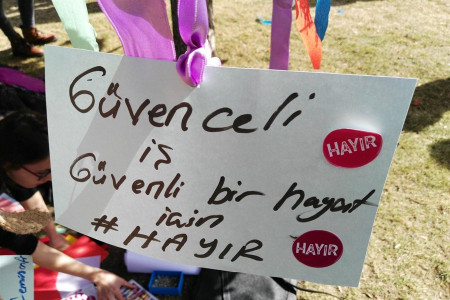 Güvenceli
iş
Güvenli bir hayat
için
#HAYIR
HAYIR
HAYIR